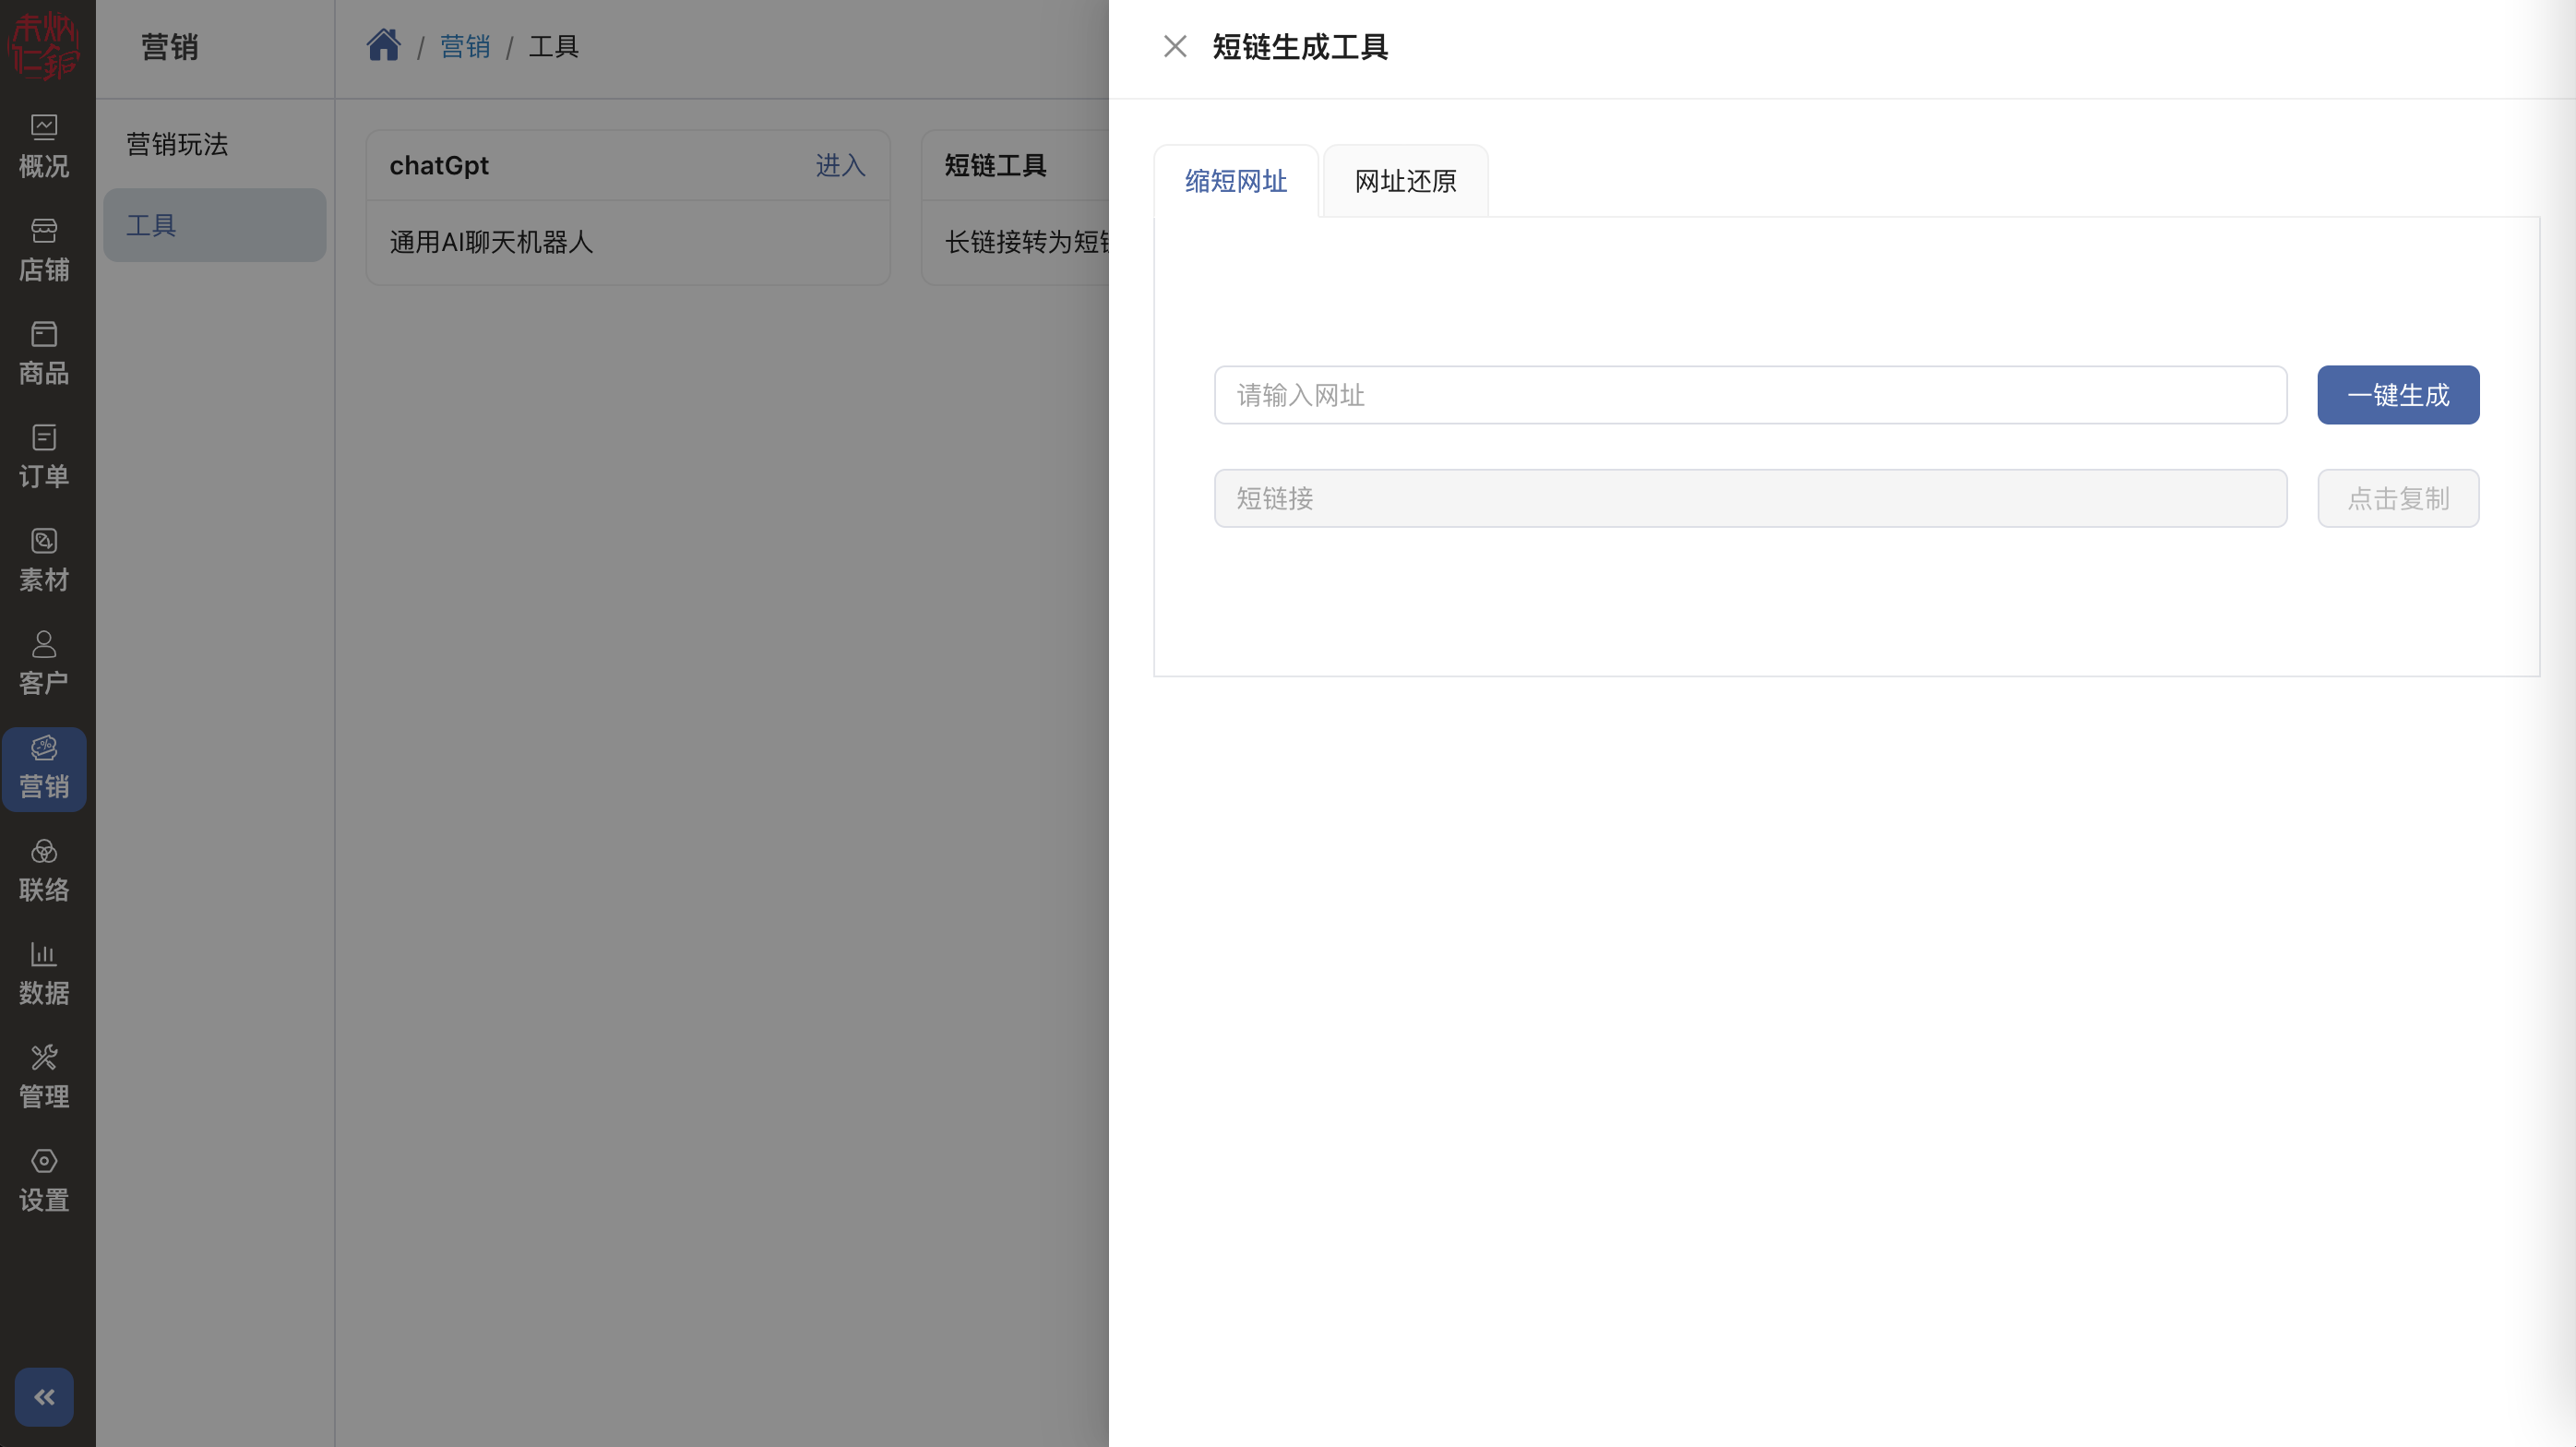 营销
/ 营销 / 工具
营销玩法
工具
概况
店铺
商品
订单
素材
客户
营销
联络
数据
管理
设置
chatGpt
进入
通用AI聊天机器人
短链工具
长链接转为短
短链生成工具
缩短网址
网址还原
请输入网址
一键生成
短链接
点击复制